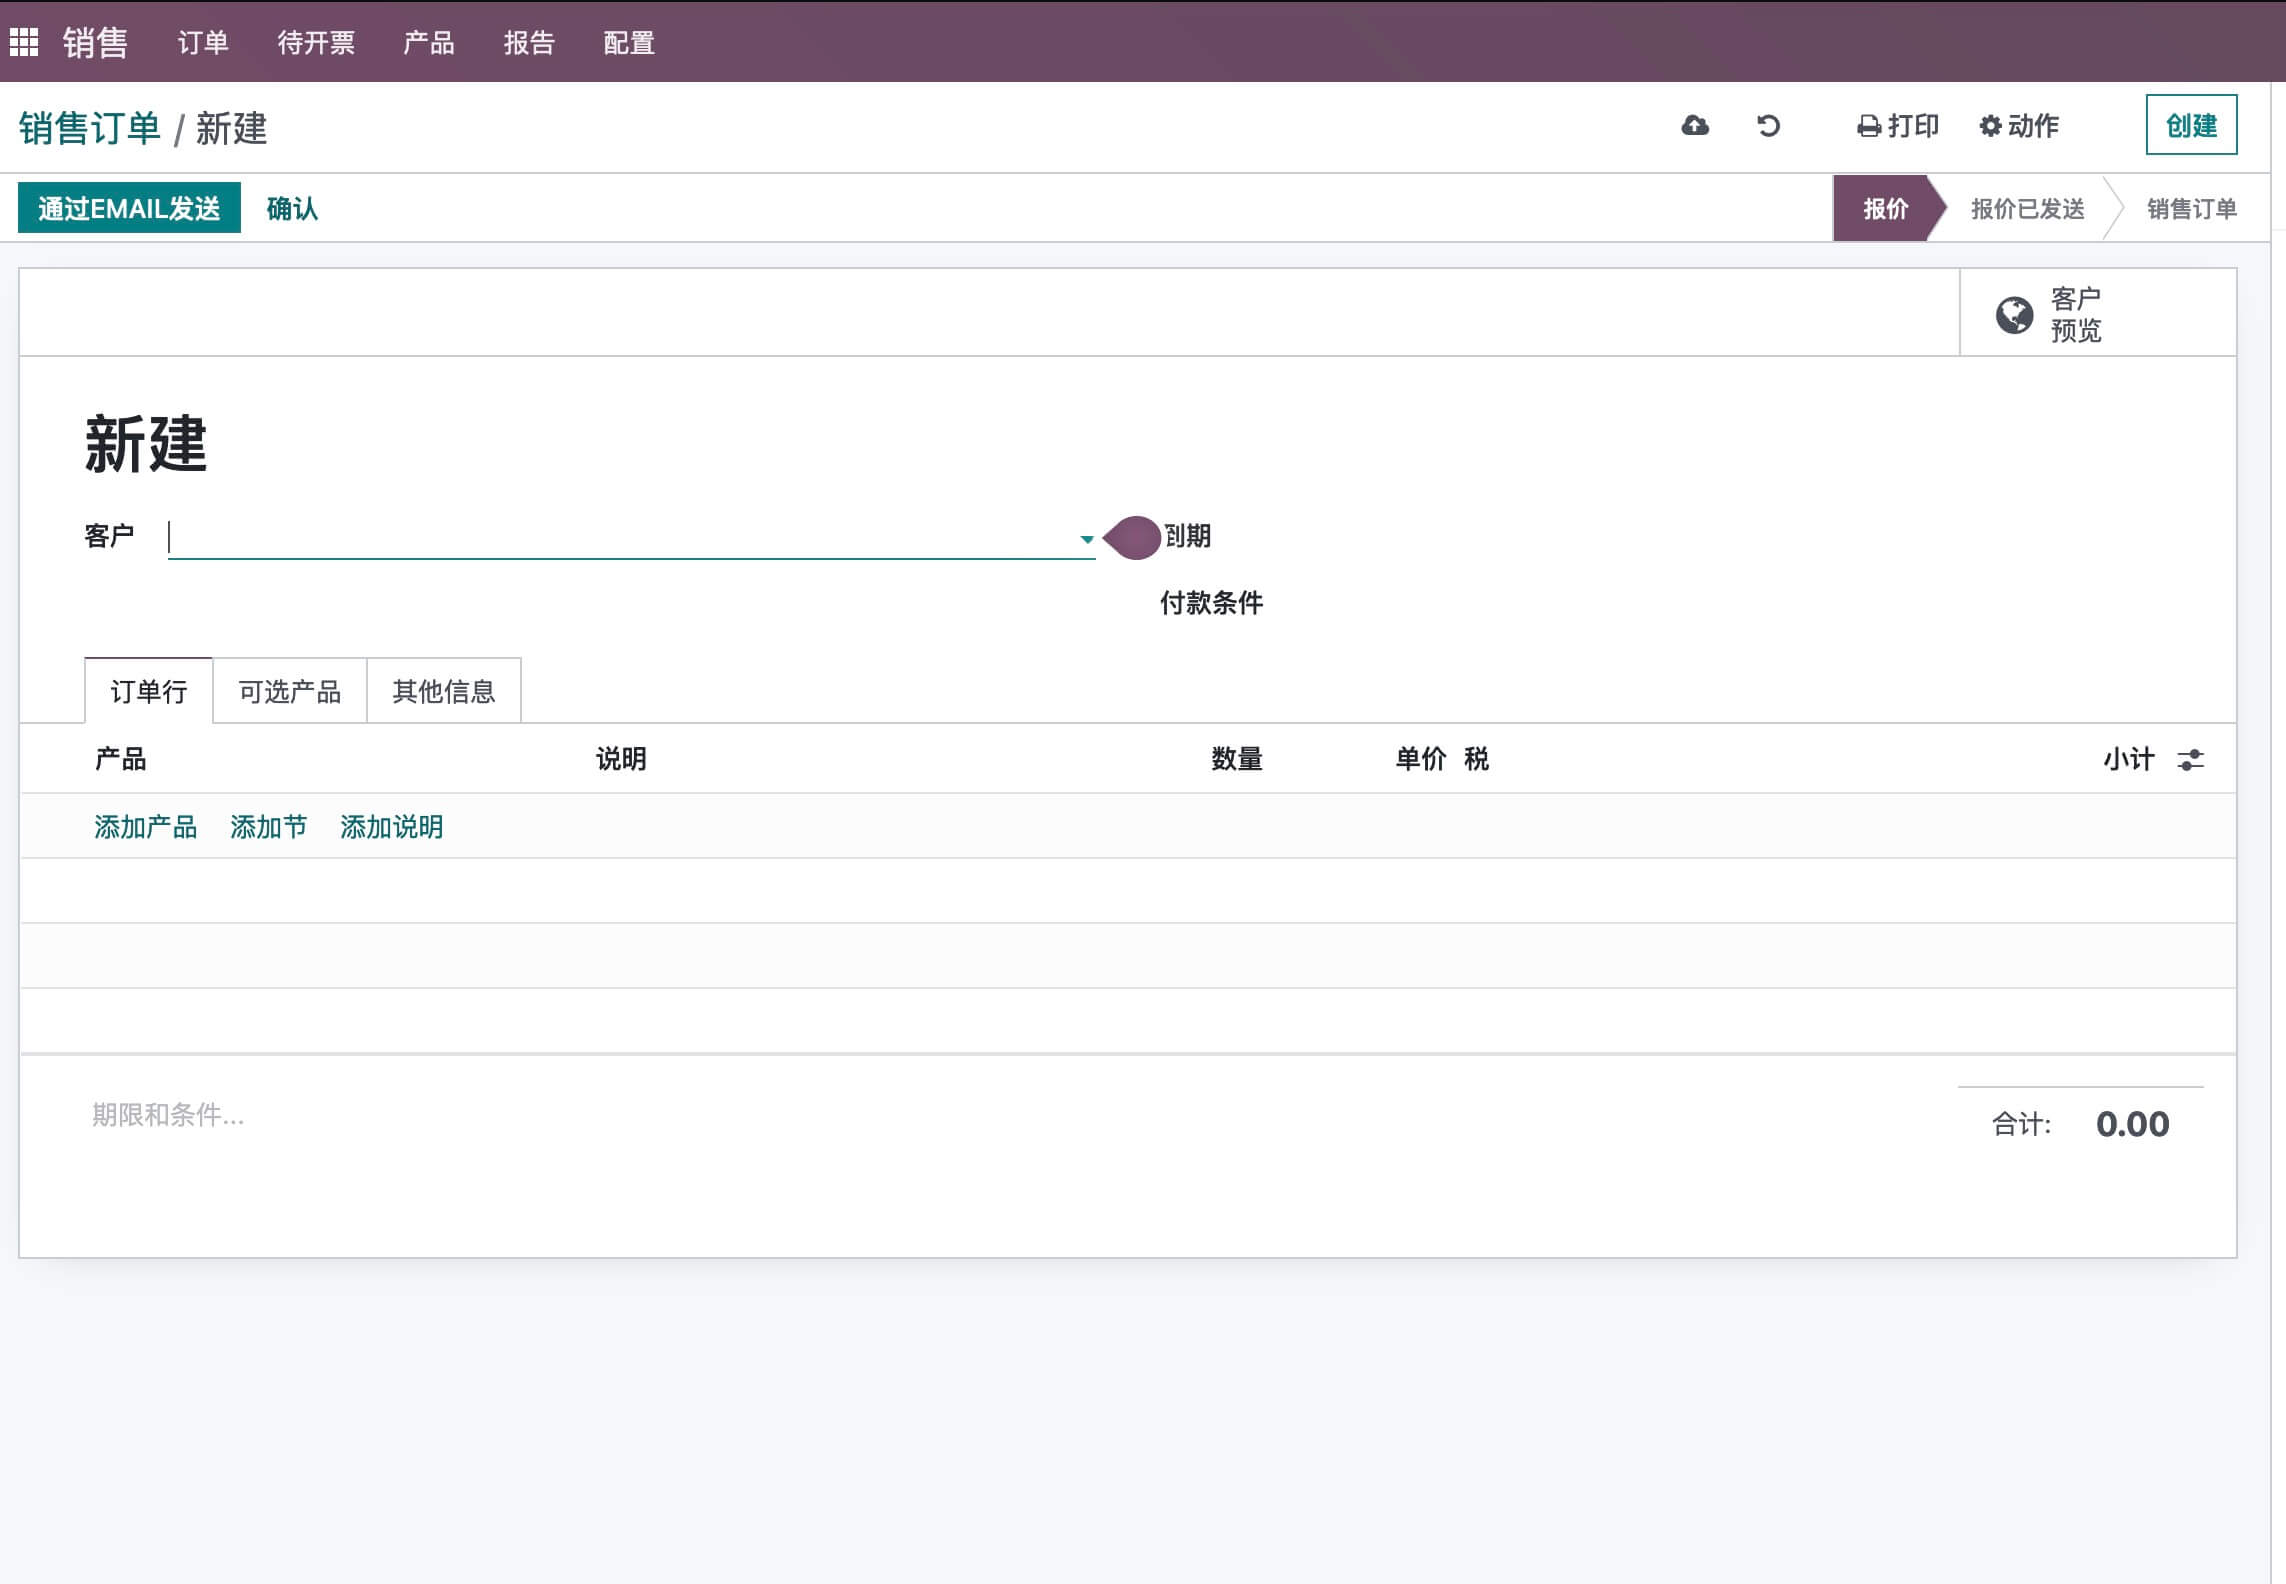 销售 订单 待开票 产品 报告 配置
销售订单 / 新建 打印 动作 创建
通过EMAIL发送 确认 报价 报价已发送 销售订单
客户
预览
新建
客户 到期
付款条件
订单行 可选产品 其他信息
产品 说明 数量 单价 税 小计
添加产品 添加节 添加说明
期限和条件...
合计: 0.00